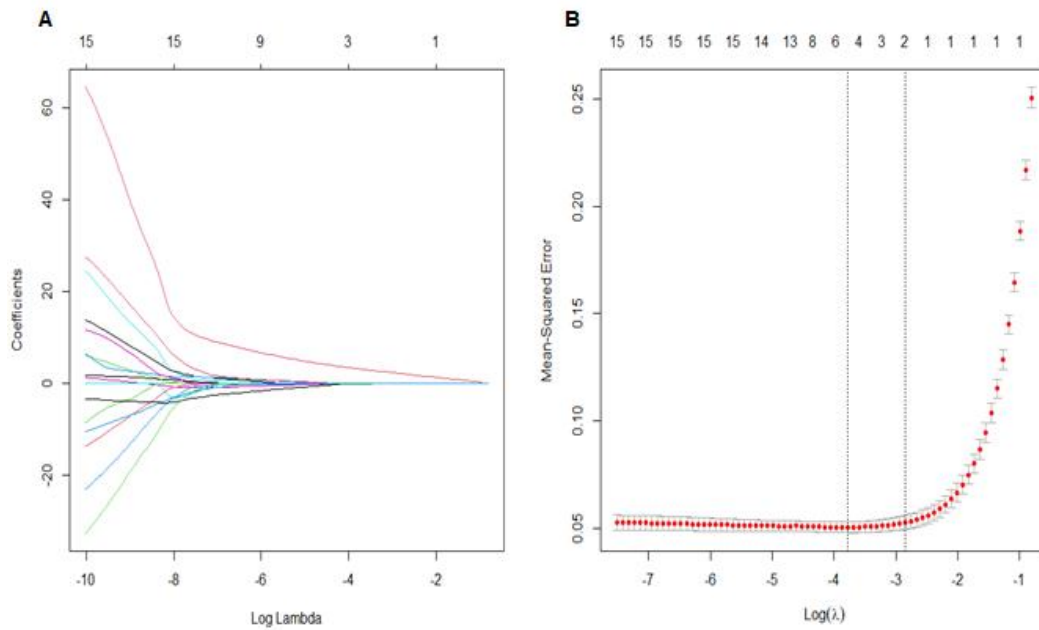 A
15 15 9 3 1
60
40
20
0
-20
Coefficients
-10 -8 -6 -4 -2
Log Lambda
B
15 15 15 15 15 14 13 8 6 4 3 2 1 1 1 1 1
0.25
0.20
0.15
0.10
0.05
Mean-Squared Error
-7 -6 -5 -4 -3 -2 -1
Log(λ)